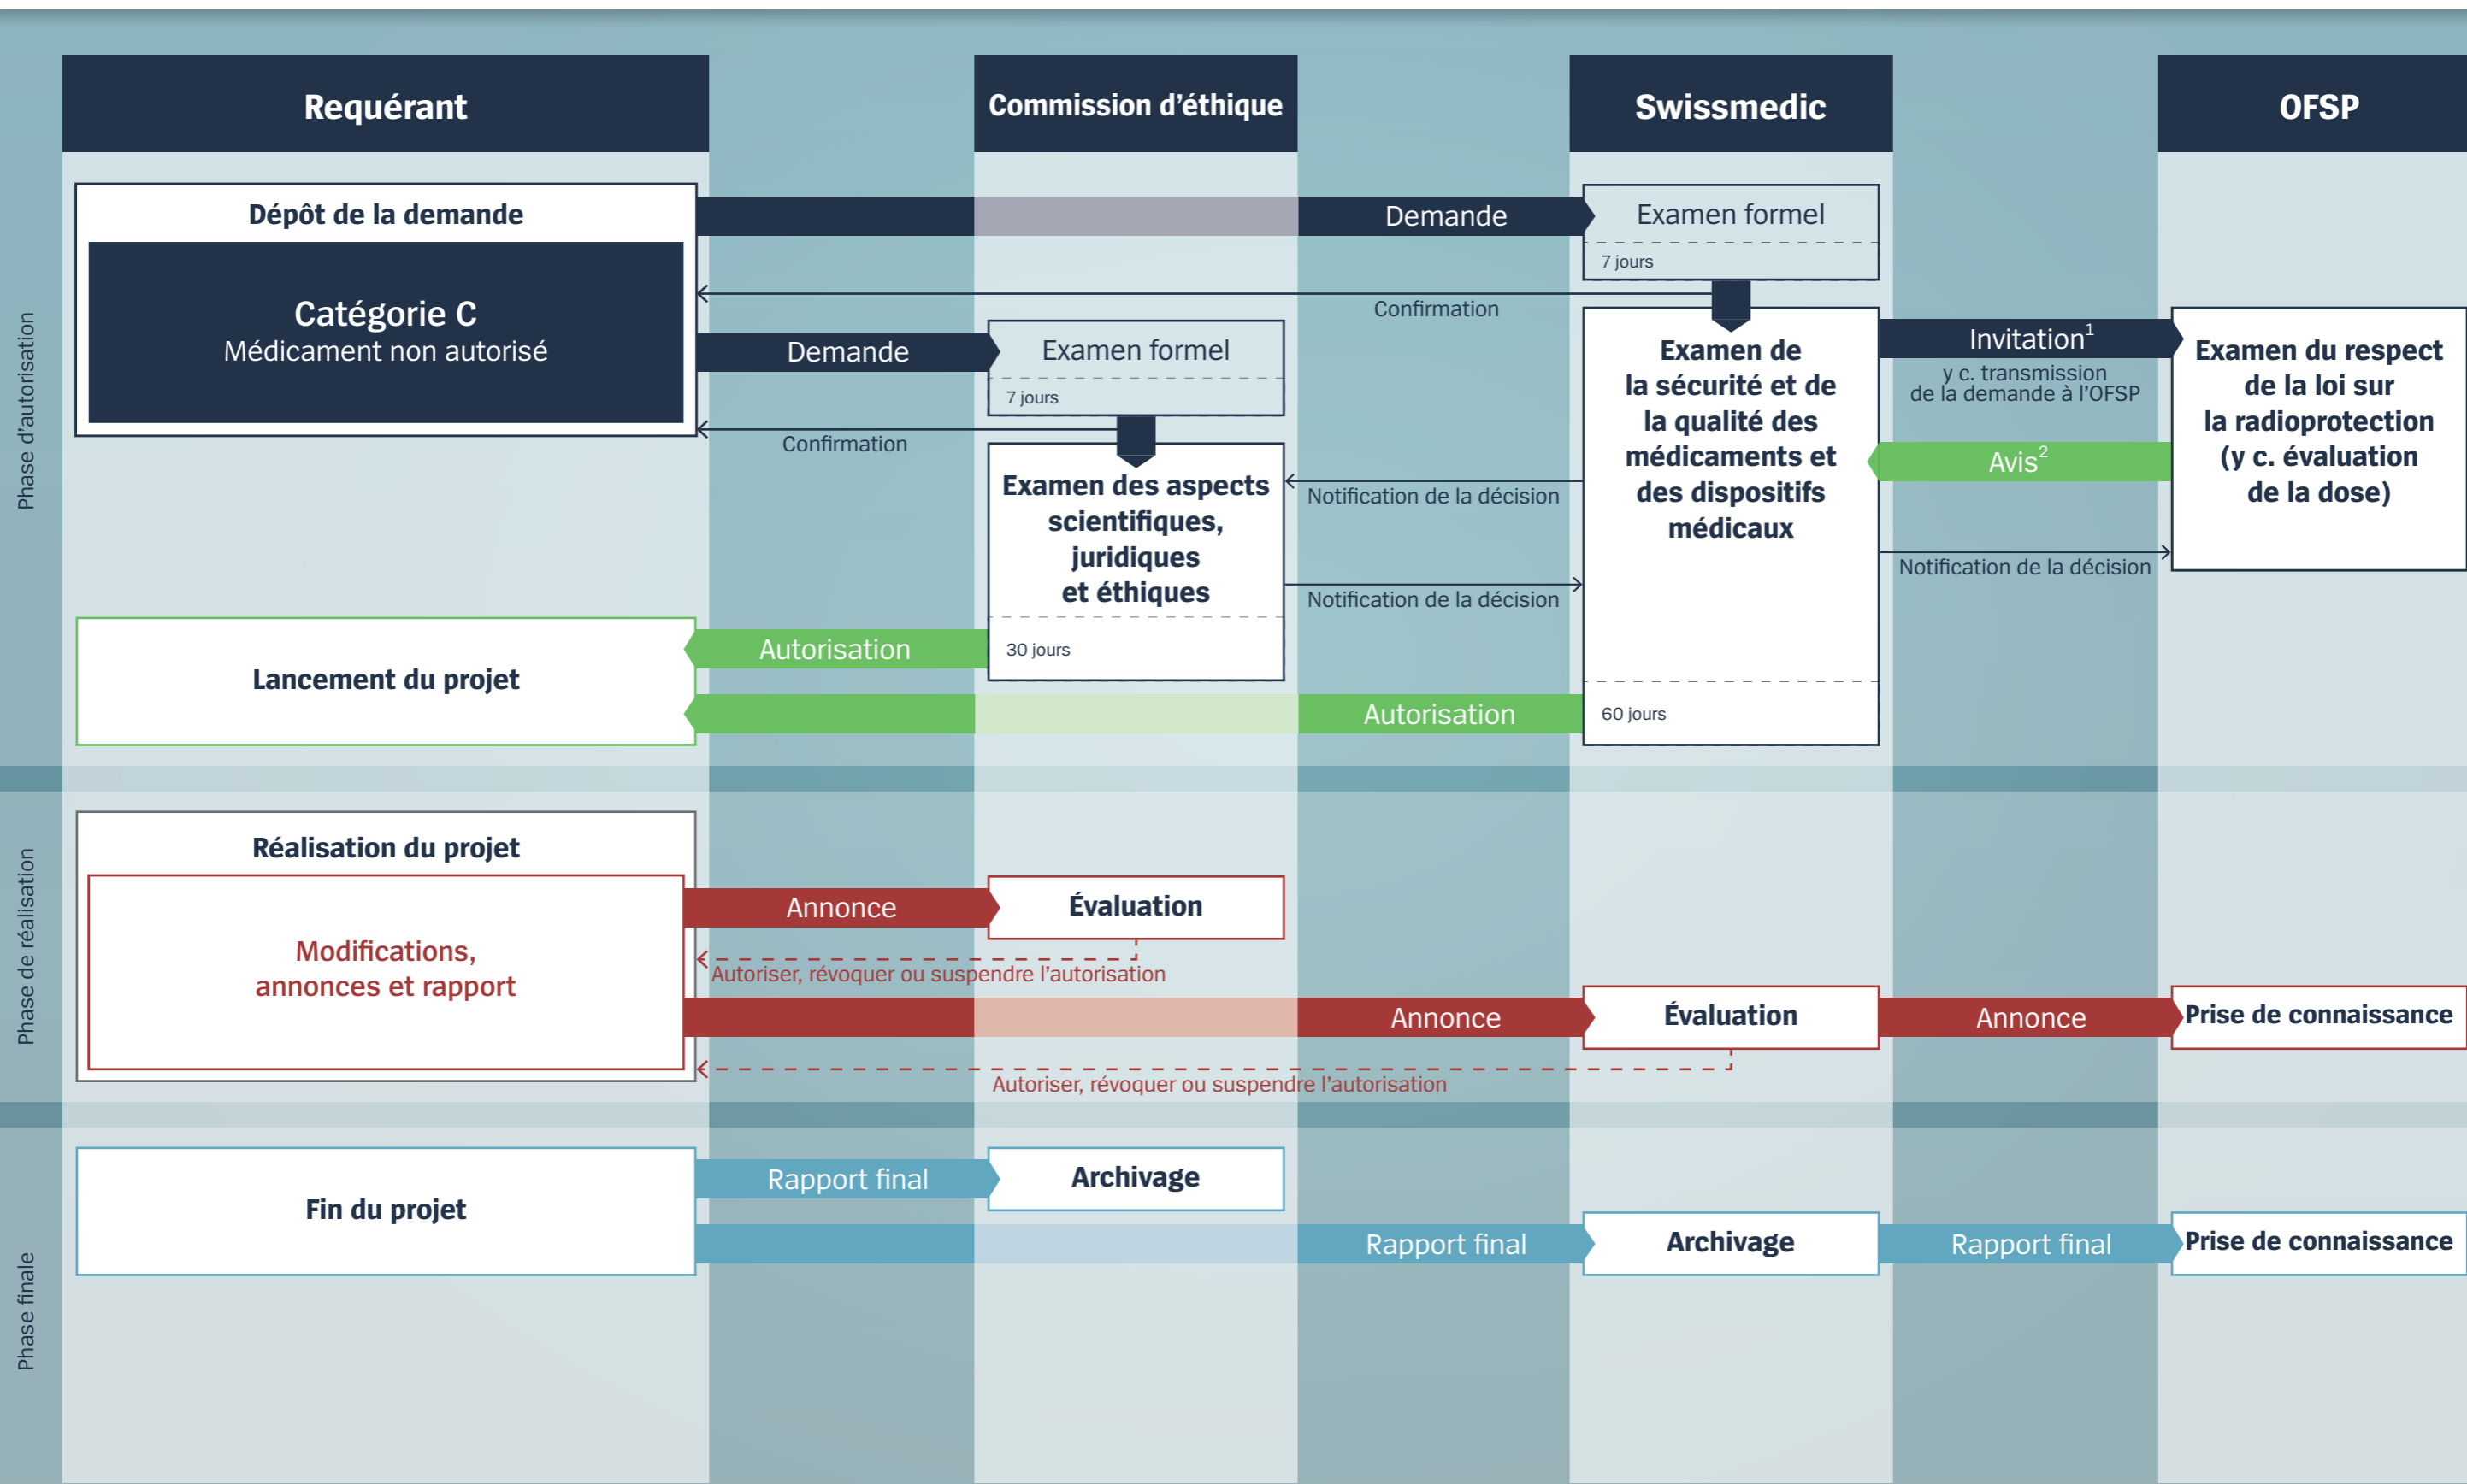 Requérant
Commission d'éthique
Swissmedic
OFSP
Phase d'autorisation
Dépôt de la demande
Catégorie C
Médicament non autorisé
Demande
Examen formel
7 jours
Confirmation
Demande
Examen formel
7 jours
Confirmation
Examen des aspects
scientifiques,
juridiques
et éthiques
30 jours
Examen de
la sécurité et de
la qualité des
médicaments et
des dispositifs
médicaux
60 jours
Invitation¹
y c. transmission
de la demande à l'OFSP
Examen du respect
de la loi sur
la radioprotection
(y c. évaluation
de la dose)
Avis²
Notification de la décision
Notification de la décision
Notification de la décision
Autorisation
Autorisation
Lancement du projet
Phase de réalisation
Réalisation du projet
Modifications,
annonces et rapport
Annonce
Évaluation
Autoriser, révoquer ou suspendre l'autorisation
Annonce
Évaluation
Annonce
Prise de connaissance
Autoriser, révoquer ou suspendre l'autorisation
Phase finale
Fin du projet
Rapport final
Archivage
Rapport final
Archivage
Rapport final
Prise de connaissance